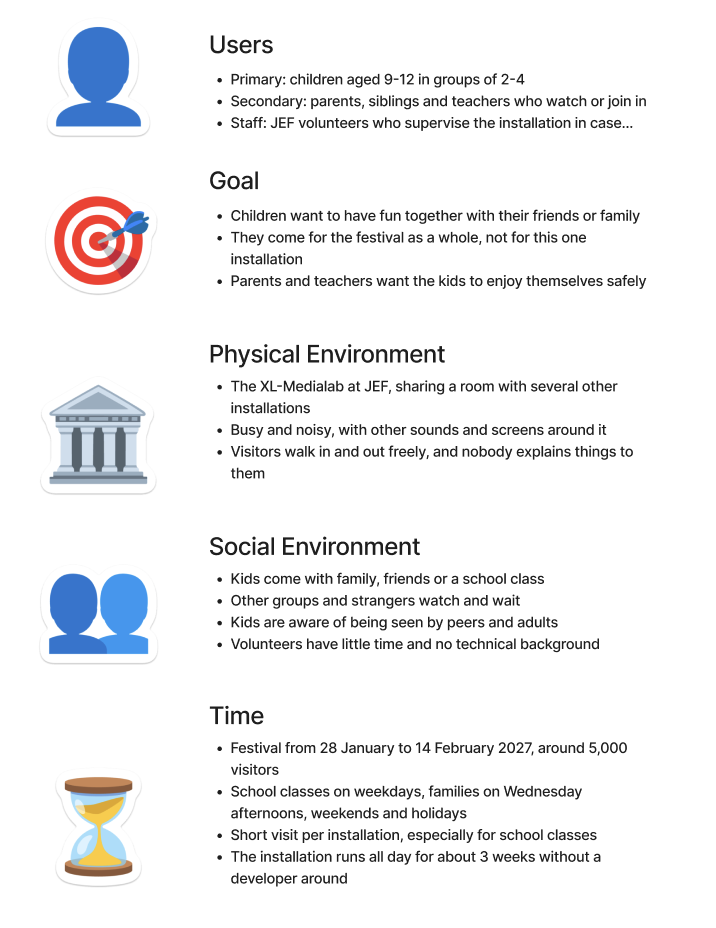 Users
• Primary: children aged 9-12 in groups of 2-4
• Secondary: parents, siblings and teachers who watch or join in
• Staff: JEF volunteers who supervise the installation in case...
Goal
• Children want to have fun together with their friends or family
• They come for the festival as a whole, not for this one
installation
• Parents and teachers want the kids to enjoy themselves safely
Physical Environment
• The XL-Medialab at JEF, sharing a room with several other
installations
• Busy and noisy, with other sounds and screens around it
• Visitors walk in and out freely, and nobody explains things to
them
Social Environment
• Kids come with family, friends or a school class
• Other groups and strangers watch and wait
• Kids are aware of being seen by peers and adults
• Volunteers have little time and no technical background
Time
• Festival from 28 January to 14 February 2027, around 5,000
visitors
• School classes on weekdays, families on Wednesday
afternoons, weekends and holidays
• Short visit per installation, especially for school classes
• The installation runs all day for about 3 weeks without a
developer around